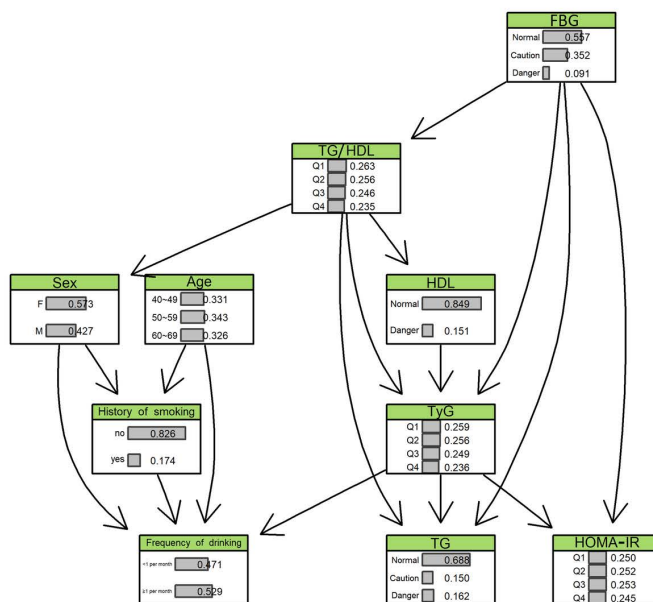 FBG
Normal 0.557
Caution 0.352
Danger 0.091
TG/HDL
Q1 0.263
Q2 0.256
Q3 0.246
Q4 0.235
Sex
F 0.573
M 0.427
Age
40~49 0.331
50~59 0.343
60~69 0.326
HDL
Normal 0.849
Danger 0.151
History of smoking
no 0.826
yes 0.174
TyG
Q1 0.259
Q2 0.256
Q3 0.249
Q4 0.236
Frequency of drinking
<1 per month 0.471
≥1 per month 0.529
TG
Normal 0.688
Caution 0.150
Danger 0.162
HOMA-IR
Q1 0.250
Q2 0.252
Q3 0.253
Q4 0.245